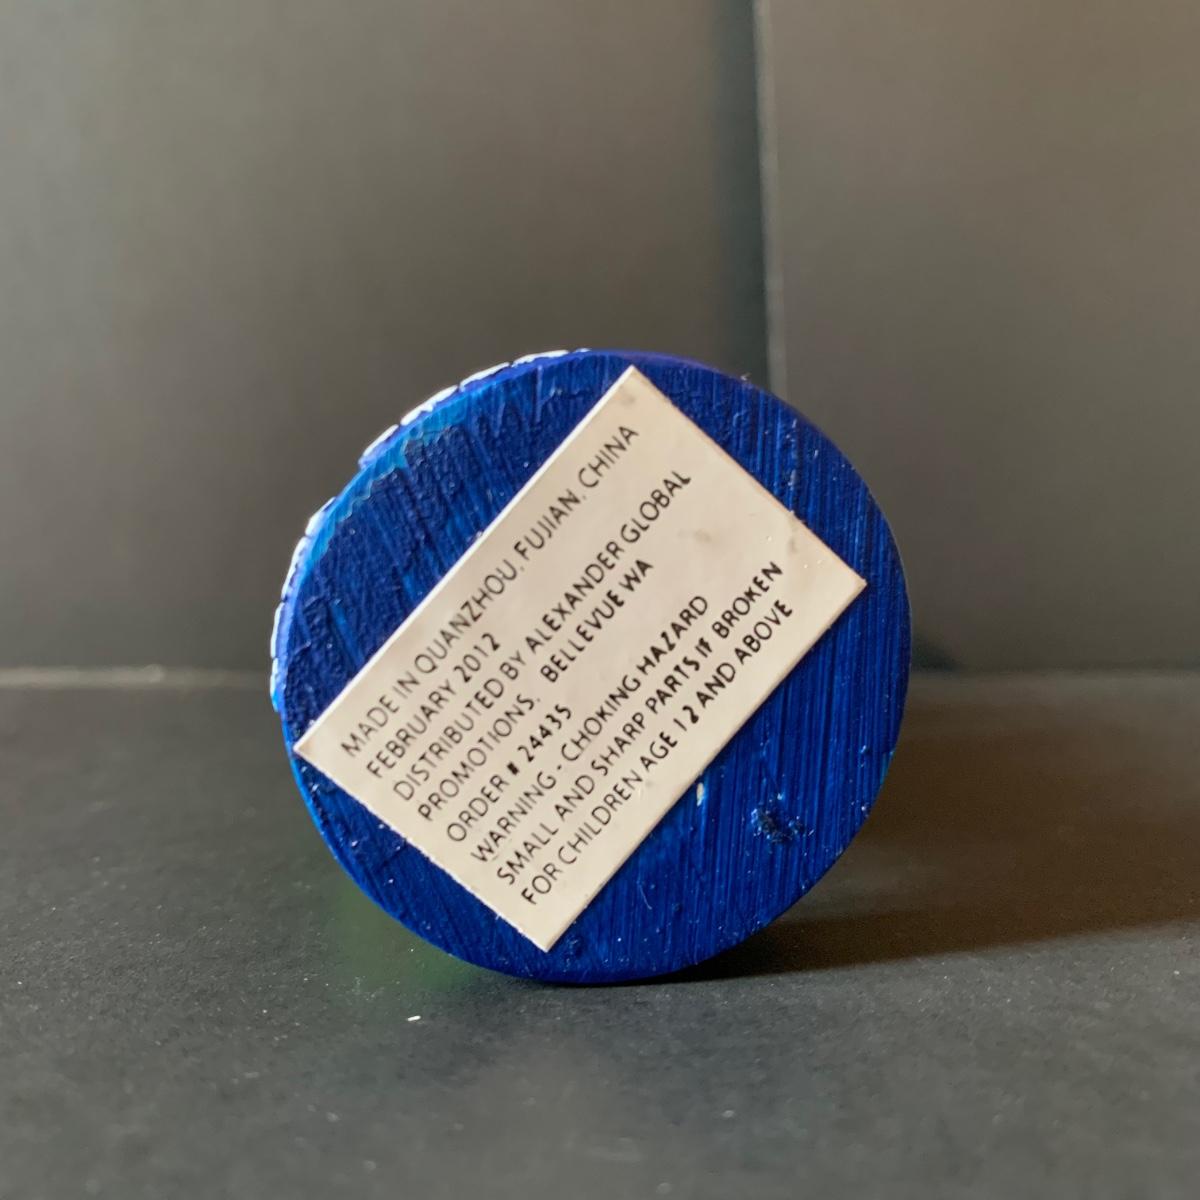 MADE IN QUANZHOU, FUJIAN, CHINA
FEBRUARY 2012
DISTRIBUTED BY ALEXANDER GLOBAL
PROMOTIONS, BELLEVUE WA
ORDER # 24435
WARNING - CHOKING HAZARD
SMALL AND SHARP PARTS IF BROKEN
FOR CHILDREN AGE 12 AND ABOVE